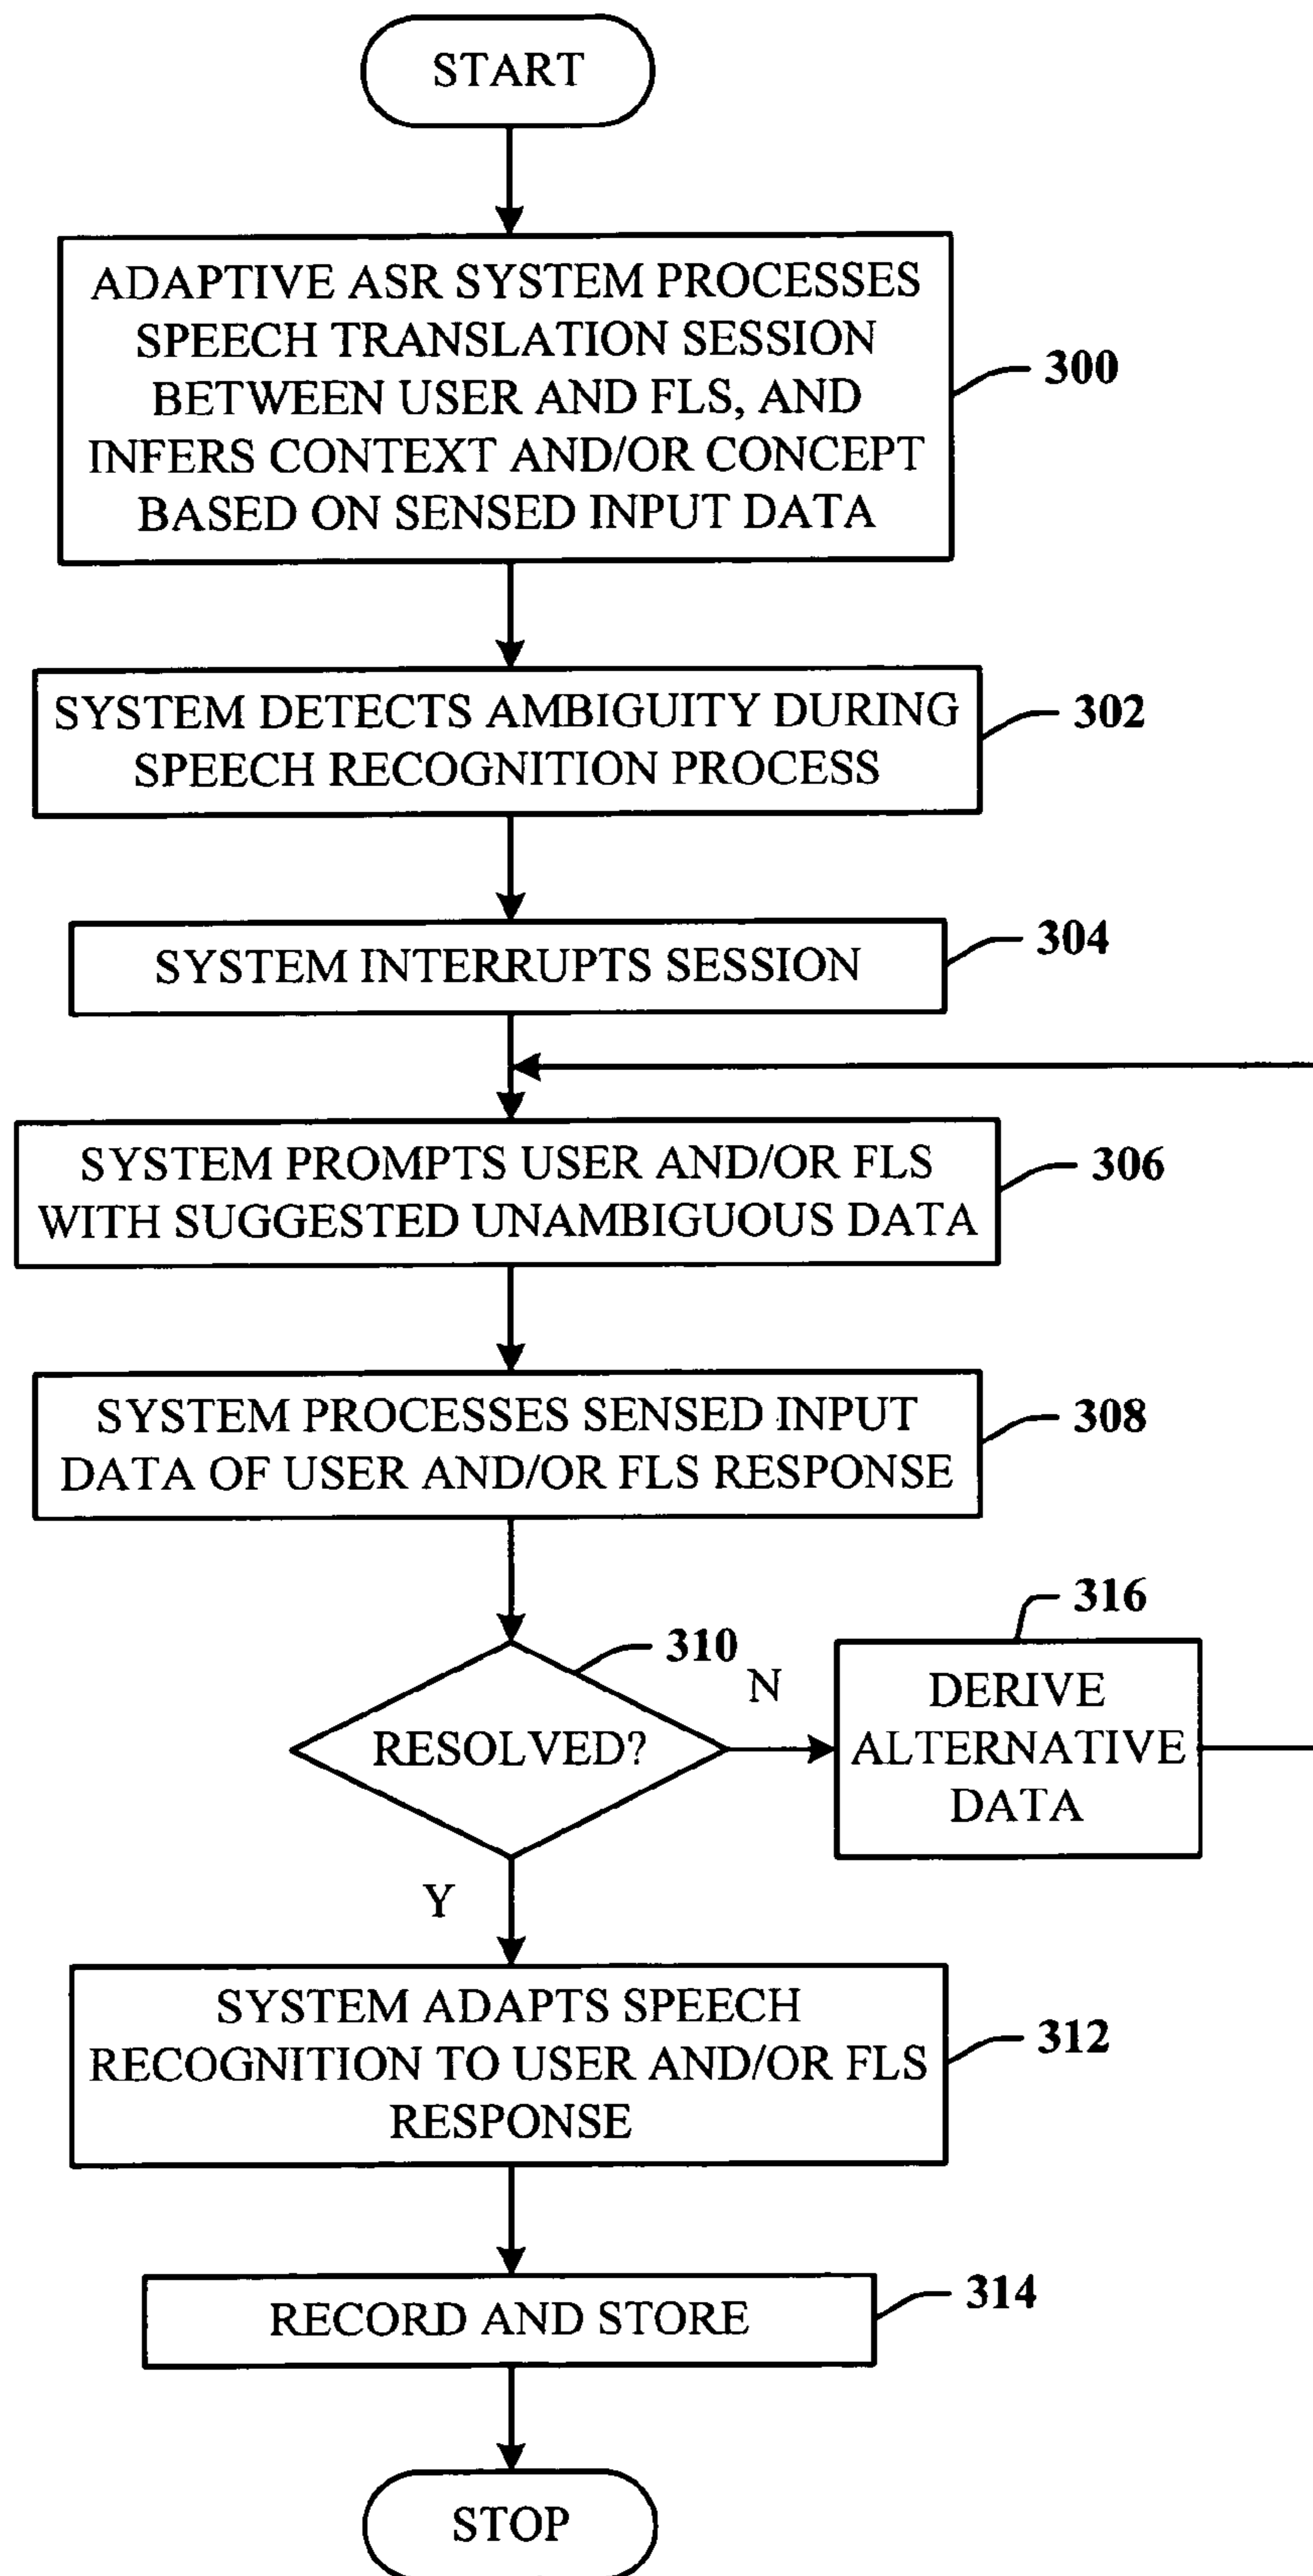 START
ADAPTIVE ASR SYSTEM PROCESSES
SPEECH TRANSLATION SESSION
BETWEEN USER AND FLS, AND
INFERS CONTEXT AND/OR CONCEPT
BASED ON SENSED INPUT DATA
300
SYSTEM DETECTS AMBIGUITY DURING
SPEECH RECOGNITION PROCESS
302
SYSTEM INTERRUPTS SESSION
304
SYSTEM PROMPTS USER AND/OR FLS
WITH SUGGESTED UNAMBIGUOUS DATA
306
SYSTEM PROCESSES SENSED INPUT
DATA OF USER AND/OR FLS RESPONSE
308
RESOLVED?
310
N
316
DERIVE
ALTERNATIVE
DATA
Y
SYSTEM ADAPTS SPEECH
RECOGNITION TO USER AND/OR FLS
RESPONSE
312
RECORD AND STORE
314
STOP